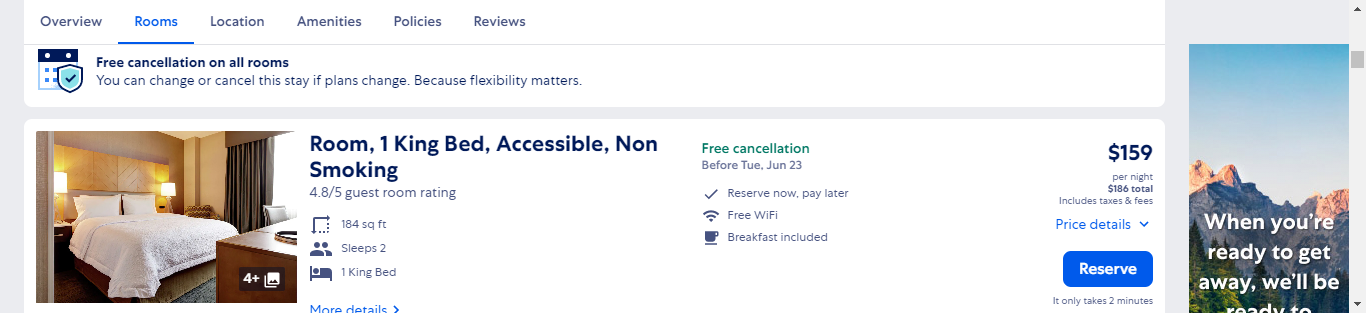 Overview Rooms Location Amenities Policies Reviews
Free cancellation on all rooms
You can change or cancel this stay if plans change. Because flexibility matters.
4+
Room, 1 King Bed, Accessible, Non
Smoking
4.8/5 guest room rating
184 sq ft
Sleeps 2
1 King Bed
More details
Free cancellation
Before Tue, Jun 23
Reserve now, pay later
Free WiFi
Breakfast included
$159
per night
$186 total
Includes taxes & fees
Price details
Reserve
It only takes 2 minutes
When you're
ready to get
away, we'll be
ready to